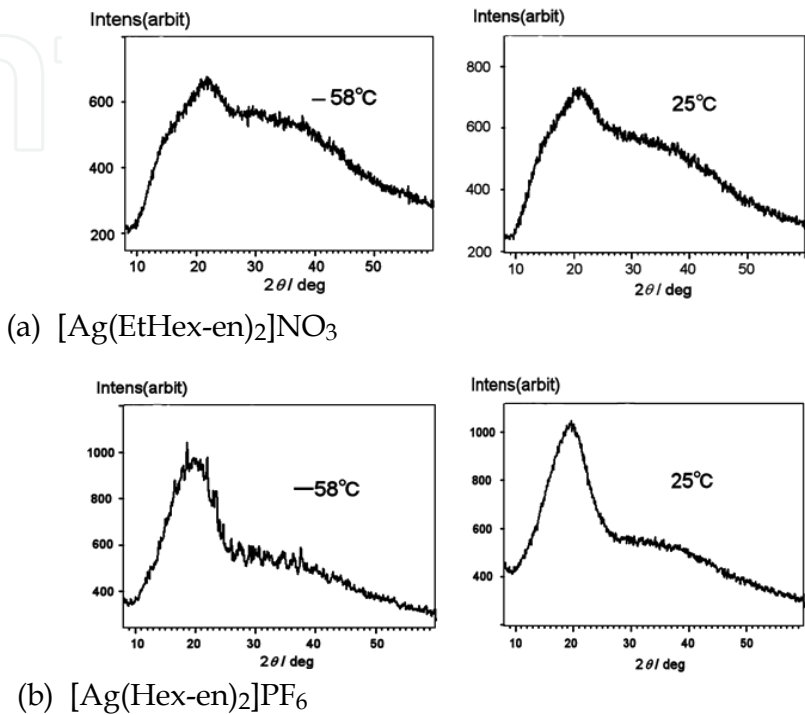 Intens(arbit)
600
400
200
−58°C
10 20 30 40 50
2θ/ deg
Intens(arbit)
800
600
400
200
25°C
10 20 30 40 50
2θ/ deg
(a) [Ag(EtHex-en)₂]NO₃
Intens(arbit)
1000
800
600
400
—58°C
10 20 30 40 50
2θ/ deg
Intens(arbit)
1000
800
600
400
25°C
10 20 30 40 50
2θ/ deg
(b) [Ag(Hex-en)₂]PF₆